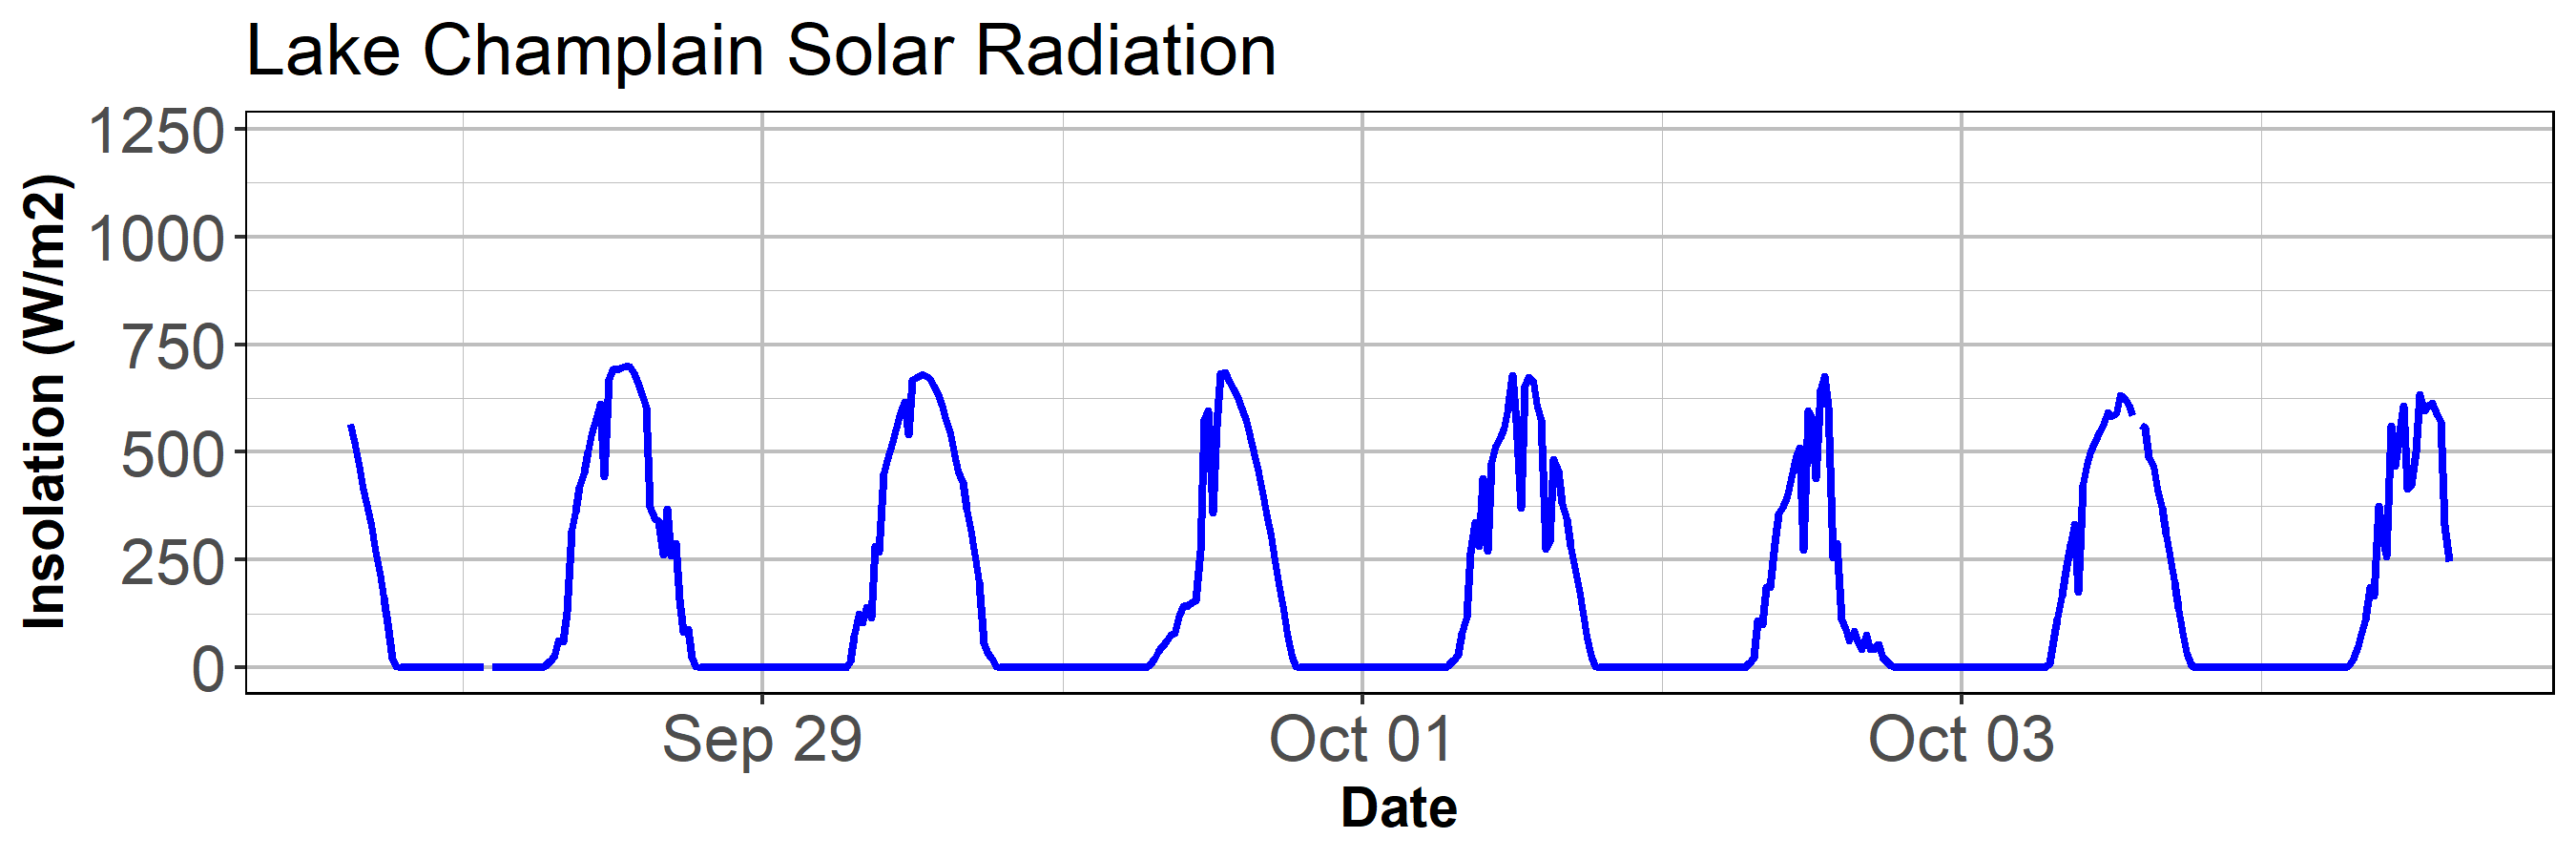 Lake Champlain Solar Radiation
1250
1000
750
500
250
0
Insolation (W/m2)
Sep 29
Oct 01
Oct 03
Date